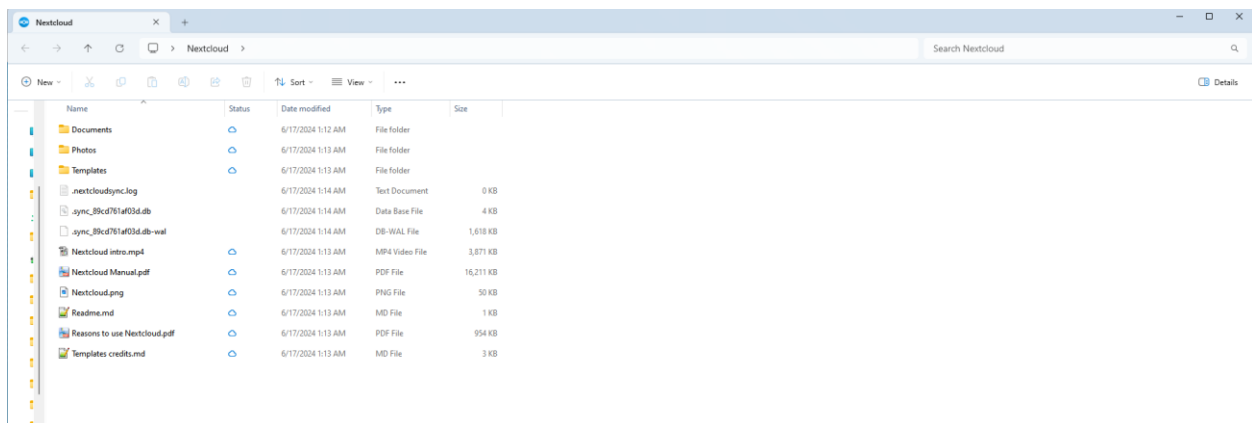 Nextcloud
Nextcloud
Search Nextcloud
New Sort View Details
Name Status Date modified Type Size
Documents 6/17/2024 1:12 AM File folder
Photos 6/17/2024 1:13 AM File folder
Templates 6/17/2024 1:13 AM File folder
.nextcloudsync.log 6/17/2024 1:14 AM Text Document 0 KB
.sync_89cd761af03d.db 6/17/2024 1:14 AM Data Base File 4 KB
.sync_89cd761af03d.db-wal 6/17/2024 1:14 AM DB-WAL File 1,618 KB
Nextcloud intro.mp4 6/17/2024 1:13 AM MP4 Video File 3,871 KB
Nextcloud Manual.pdf 6/17/2024 1:13 AM PDF File 16,211 KB
Nextcloud.png 6/17/2024 1:13 AM PNG File 50 KB
Readme.md 6/17/2024 1:13 AM MD File 1 KB
Reasons to use Nextcloud.pdf 6/17/2024 1:13 AM PDF File 954 KB
Templates credits.md 6/17/2024 1:13 AM MD File 3 KB